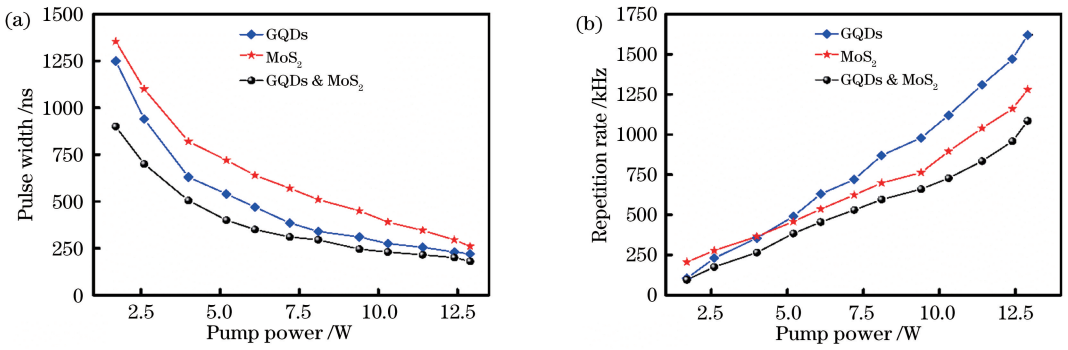 (a)
1500
1250
1000
750
500
250
0
Pulse width /ns
GQDs
MoS₂
GQDs & MoS₂
2.5 5.0 7.5 10.0 12.5
Pump power /W
(b)
1750
1500
1250
1000
750
500
250
0
Repetition rate /kHz
GQDs
MoS₂
GQDs & MoS₂
2.5 5.0 7.5 10.0 12.5
Pump power /W